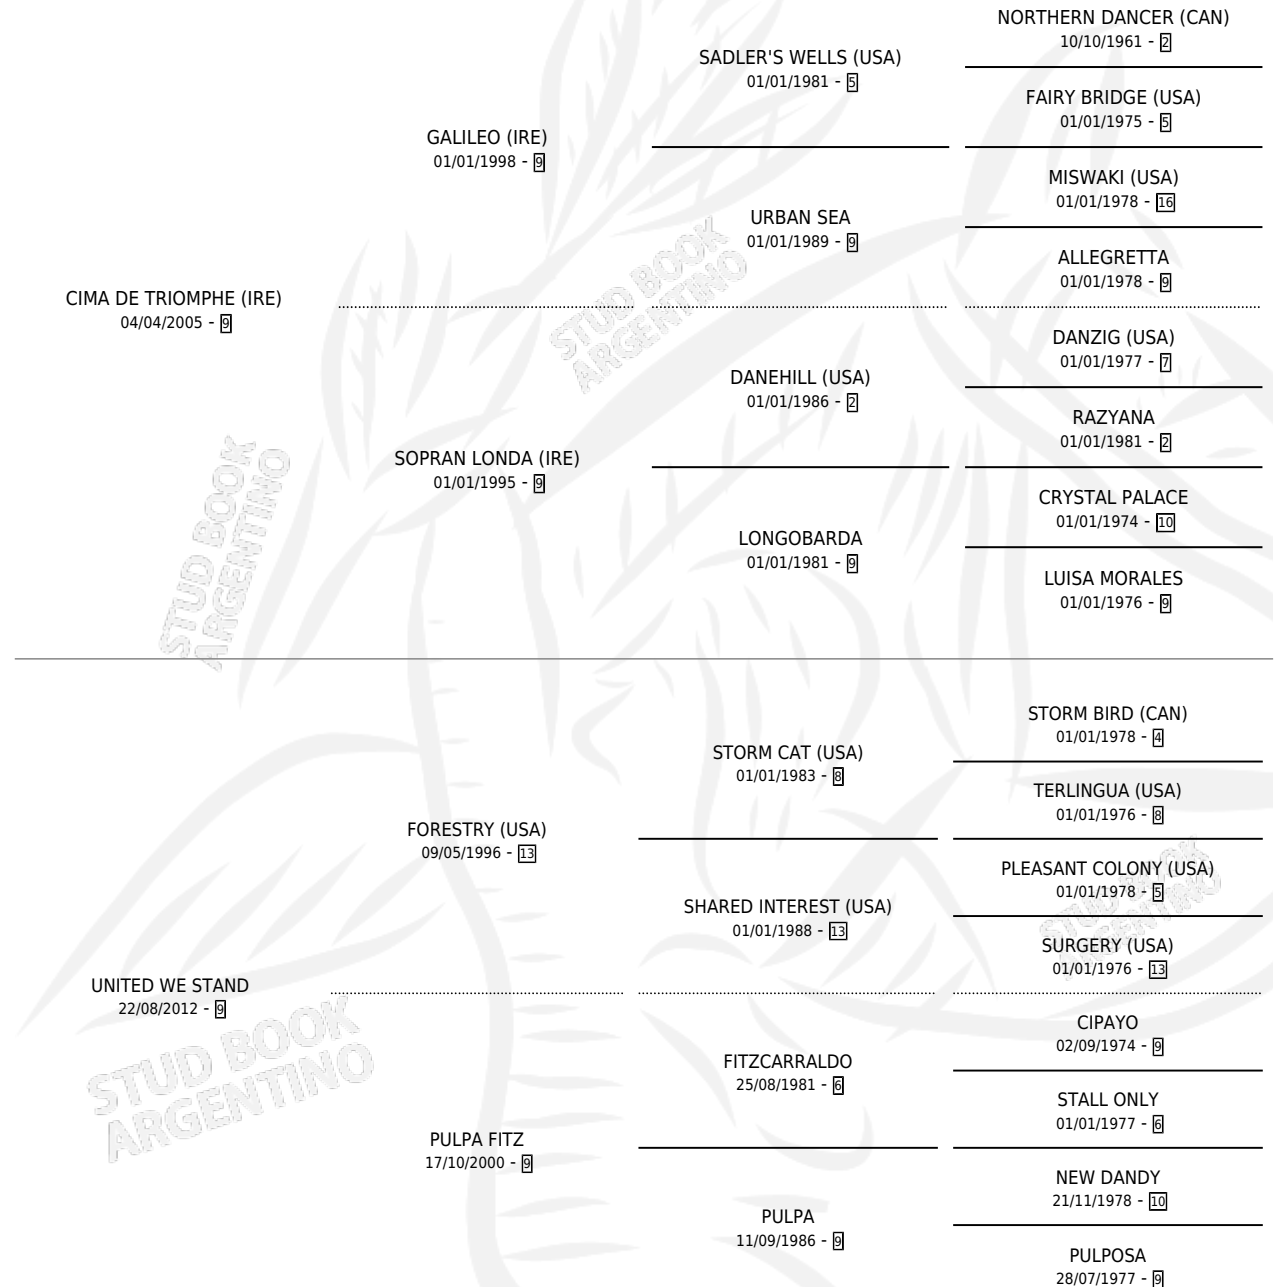 NORTHERN DANCER (CAN)
10/10/1961 - 2
SADLER'S WELLS (USA)
01/01/1981 - 5
FAIRY BRIDGE (USA)
01/01/1975 - 5
GALILEO (IRE)
01/01/1998 - 9
MISWAKI (USA)
01/01/1978 - 16
URBAN SEA
01/01/1989 - 9
ALLEGRETTA
01/01/1978 - 9
CIMA DE TRIOMPHE (IRE)
04/04/2005 - 9
STUD BOOK
ARGENTINO
DANZIG (USA)
01/01/1977 - 7
DANEHILL (USA)
01/01/1986 - 2
RAZYANA
01/01/1981 - 2
SOPRAN LONDA (IRE)
01/01/1995 - 9
CRYSTAL PALACE
01/01/1974 - 10
LONGOBARDA
01/01/1981 - 9
LUISA MORALES
01/01/1976 - 9
STUD BOOK
ARGENTINO
STORM BIRD (CAN)
01/01/1978 - 4
STORM CAT (USA)
01/01/1983 - 8
TERLINGUA (USA)
01/01/1976 - 8
FORESTRY (USA)
09/05/1996 - 13
PLEASANT COLONY (USA)
01/01/1978 - 5
SHARED INTEREST (USA)
01/01/1988 - 13
STUD BOOK
ARGENTINO
SURGERY (USA)
01/01/1976 - 13
UNITED WE STAND
22/08/2012 - 9
STUD BOOK
ARGENTINO
CIPAYO
02/09/1974 - 9
FITZCARRALDO
25/08/1981 - 6
STALL ONLY
01/01/1977 - 6
PULPA FITZ
17/10/2000 - 9
NEW DANDY
21/11/1978 - 10
PULPA
11/09/1986 - 9
PULPOSA
28/07/1977 - 9